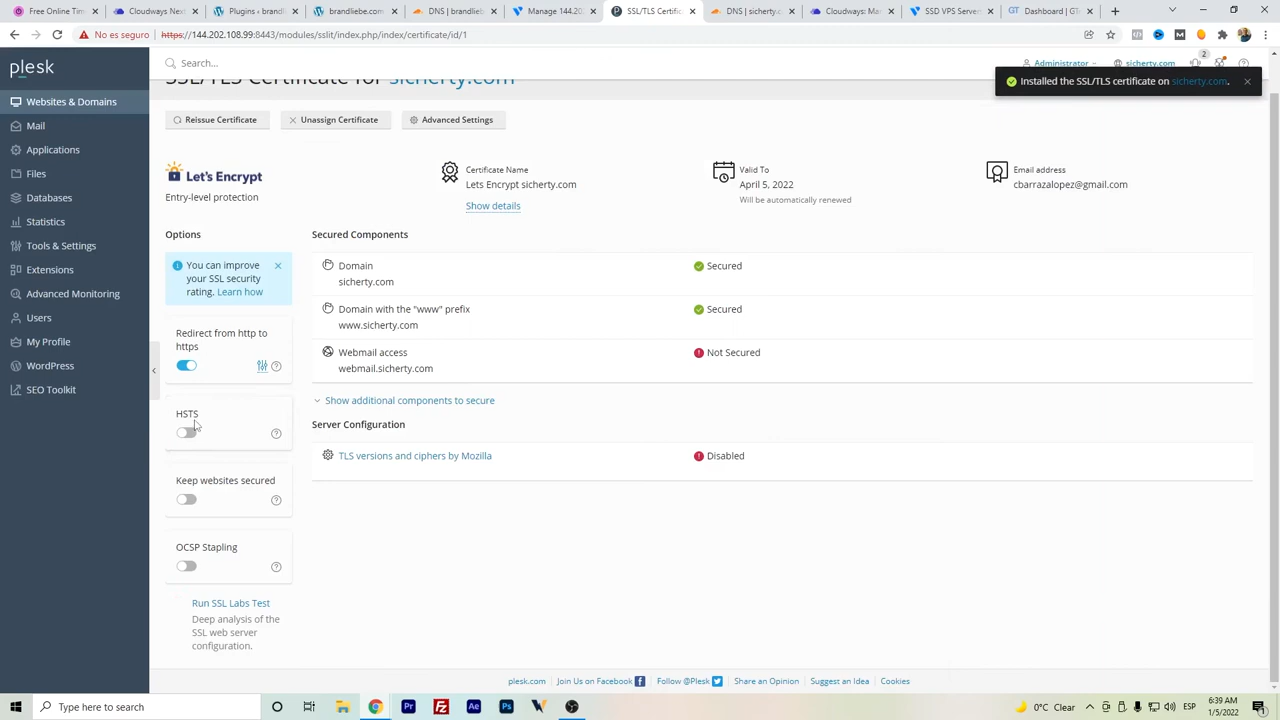 Free Online Tim
Cloudways Next
Plugins ‹ brandl
brandliebe.com
DNS | brandlieb
Manage 144.20.
SSL/TLS Certific
DNS | sicherty.c
Cloudways | Ma
SSD VPS Server
Dashboard | GT
No es seguro
https://144.202.108.99:8443/modules/sslit/index.php/index/certificate/id/1
plesk
Search...
Administrator
sicherty.com
2
SSL/TLS Certificate for sicherty.com
Installed the SSL/TLS certificate on sicherty.com.
Websites & Domains
Mail
Applications
Files
Databases
Statistics
Tools & Settings
Extensions
Advanced Monitoring
Users
My Profile
WordPress
SEO Toolkit
Reissue Certificate
Unassign Certificate
Advanced Settings
Let's Encrypt
Entry-level protection
Certificate Name
Lets Encrypt sicherty.com
Show details
Valid To
April 5, 2022
Will be automatically renewed
Email address
cbarrazalopez@gmail.com
Options
You can improve
your SSL security
rating. Learn how
Redirect from http to
https
HSTS
Keep websites secured
OCSP Stapling
Run SSL Labs Test
Deep analysis of the
SSL web server
configuration.
Secured Components
Domain
sicherty.com
Secured
Domain with the "www" prefix
www.sicherty.com
Secured
Webmail access
webmail.sicherty.com
Not Secured
Show additional components to secure
Server Configuration
TLS versions and ciphers by Mozilla
Disabled
plesk.com
Join Us on Facebook
Follow @Plesk
Share an Opinion
Suggest an Idea
Cookies
Type here to search
Pr
Fz
Ae
Ps
0°C Clear
ESP
6:39 AM
1/5/2022